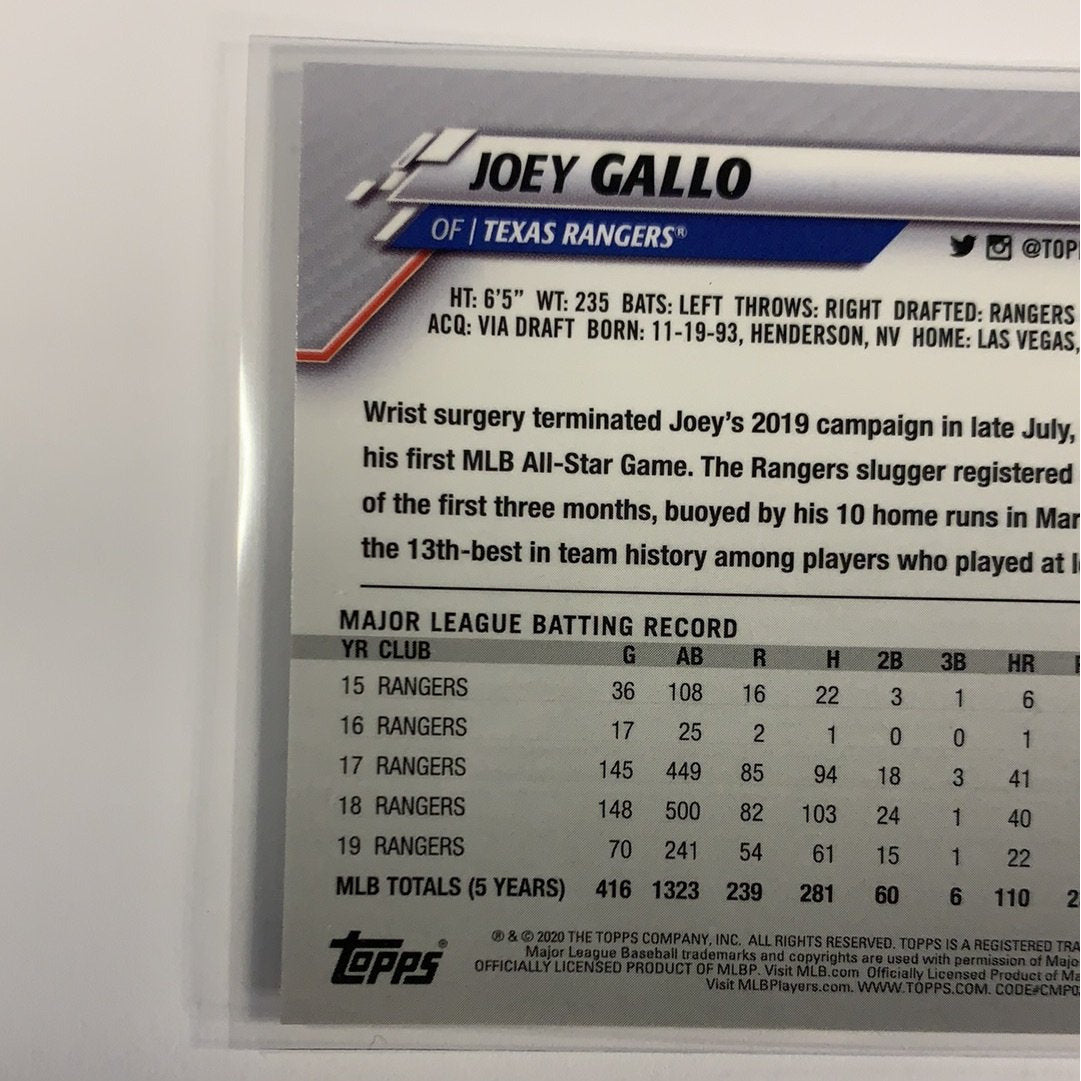 JOEY GALLO
OF | TEXAS RANGERS®
@TOPP
HT: 6'5” WT: 235 BATS: LEFT THROWS: RIGHT DRAFTED: RANGERS
ACQ: VIA DRAFT BORN: 11-19-93, HENDERSON, NV HOME: LAS VEGAS,
Wrist surgery terminated Joey's 2019 campaign in late July,
his first MLB All-Star Game. The Rangers slugger registered
of the first three months, buoyed by his 10 home runs in Mar
the 13th-best in team history among players who played at l
MAJOR LEAGUE BATTING RECORD
YR CLUB G AB R H 2B 3B HR
15 RANGERS 36 108 16 22 3 1 6
16 RANGERS 17 25 2 1 0 0 1
17 RANGERS 145 449 85 94 18 3 41
18 RANGERS 148 500 82 103 24 1 40
19 RANGERS 70 241 54 61 15 1 22
MLB TOTALS (5 YEARS) 416 1323 239 281 60 6 110 2
Topps®
® & © 2020 THE TOPPS COMPANY, INC. ALL RIGHTS RESERVED. TOPPS IS A REGISTERED TRA
Major League Baseball trademarks and copyrights are used with permission of Majo
OFFICIALLY LICENSED PRODUCT OF MLBP. Visit MLB.com Officially Licensed Product of Ma
Visit MLBPlayers.com. WWW.TOPPS.COM. CODE#CMP0